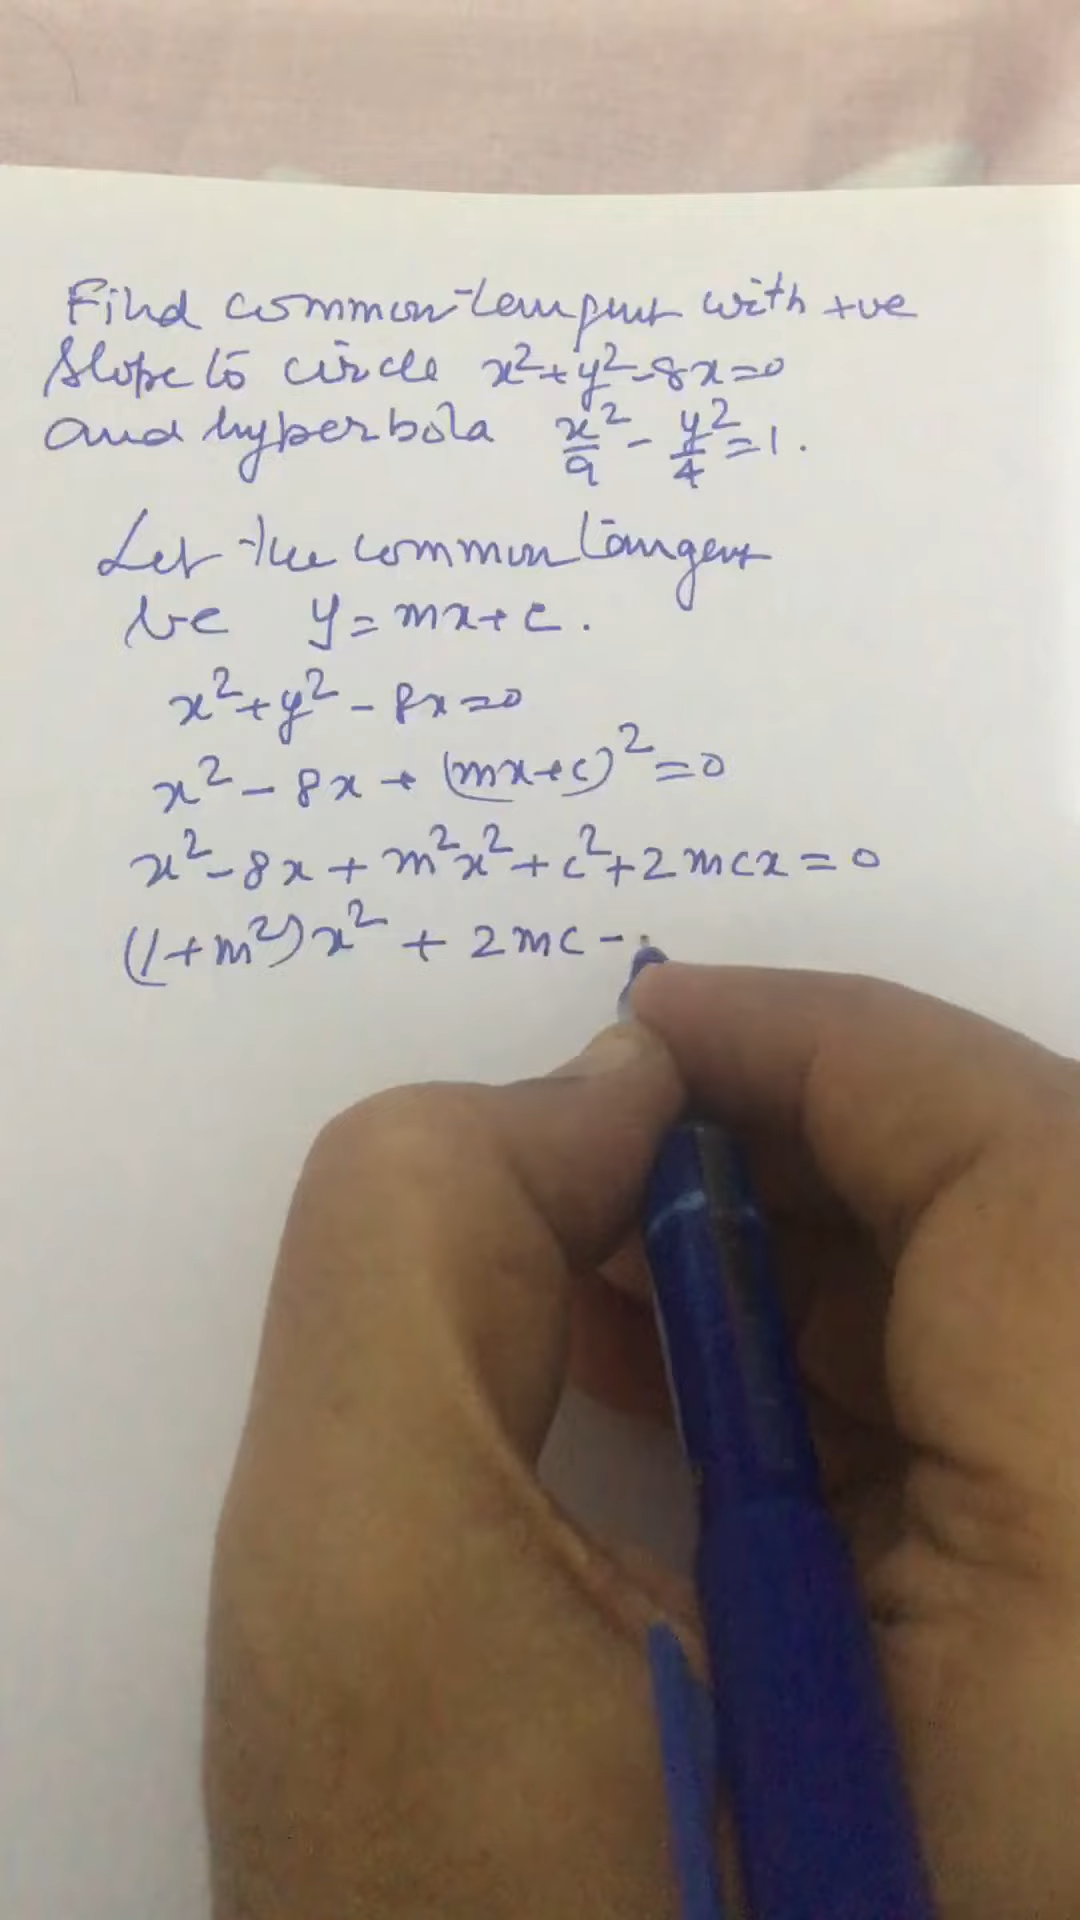 Find common tangent with +ve
slope to circle x²+y²-8x=0
and hyperbola x²/9 - y²/4 = 1.
Let the common tangent
be y = mx+c.
x²+y² - 8x=0
x² - 8x + (mx+c)² = 0
x² - 8x + m²x² + c² + 2mcx = 0
(1+m²)x² + 2mc -